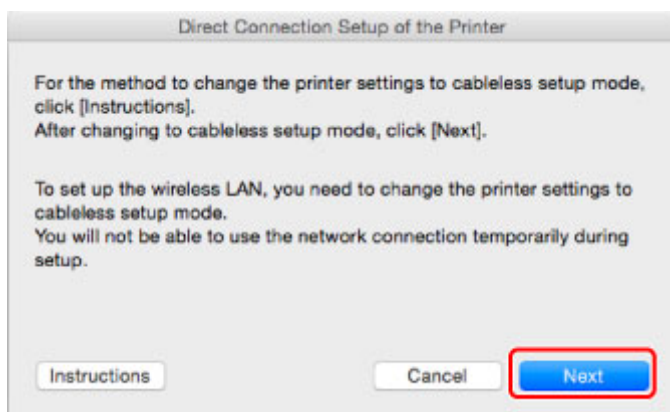 Direct Connection Setup of the Printer
For the method to change the printer settings to cableless setup mode,
click [Instructions].
After changing to cableless setup mode, click [Next].
To set up the wireless LAN, you need to change the printer settings to
cableless setup mode.
You will not be able to use the network connection temporarily during
setup.
Instructions Cancel Next